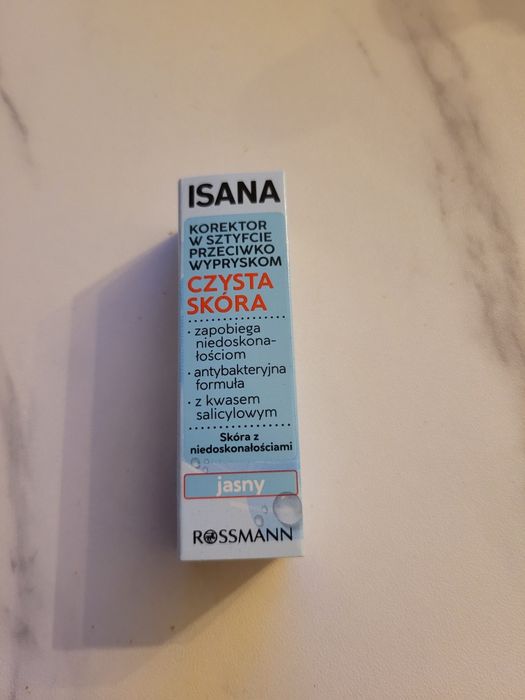 ISANA
KOREKTOR
W SZTYFCIE
PRZECIWKO
WYPRYSKOM
CZYSTA
SKÓRA
· zapobiega
niedoskona-
łościom
· antybakteryjna
formuła
· z kwasem
salicylowym
Skóra z
niedoskonałościami
jasny
ROSSMANN